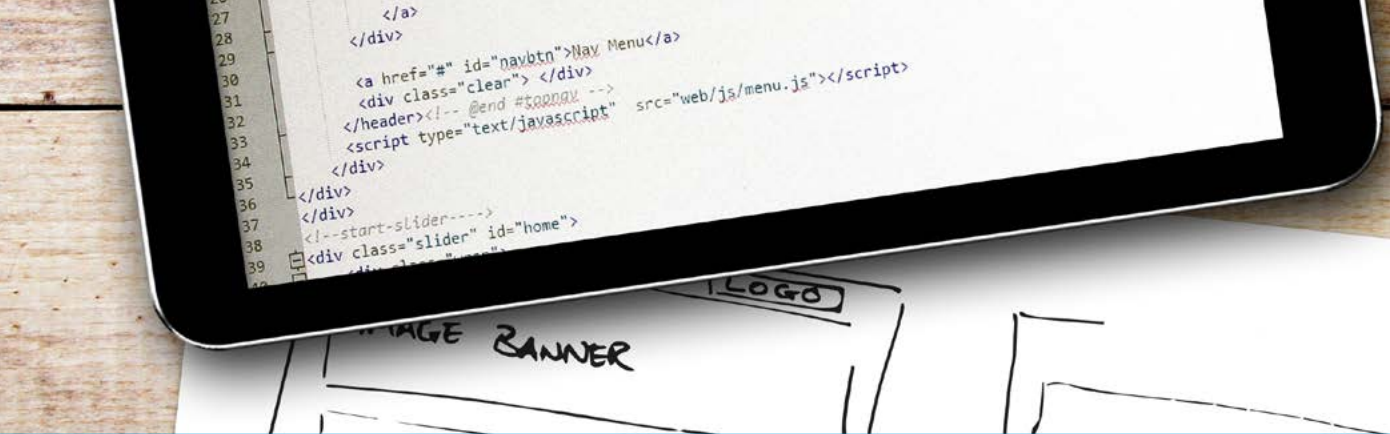 27
</a>
28
</div>
29
30
<a href="#" id="navbtn">Nav Menu</a>
31
<div class="clear"> </div>
32
</header><!-- @end #topnav -->
33
<script type="text/javascript"  src="web/js/menu.js"></script>
34
</div>
35
</div>
36
</div>
37
<!--start-slider---->
38
<div class="slider" id="home">
39
LOGO
BANNER